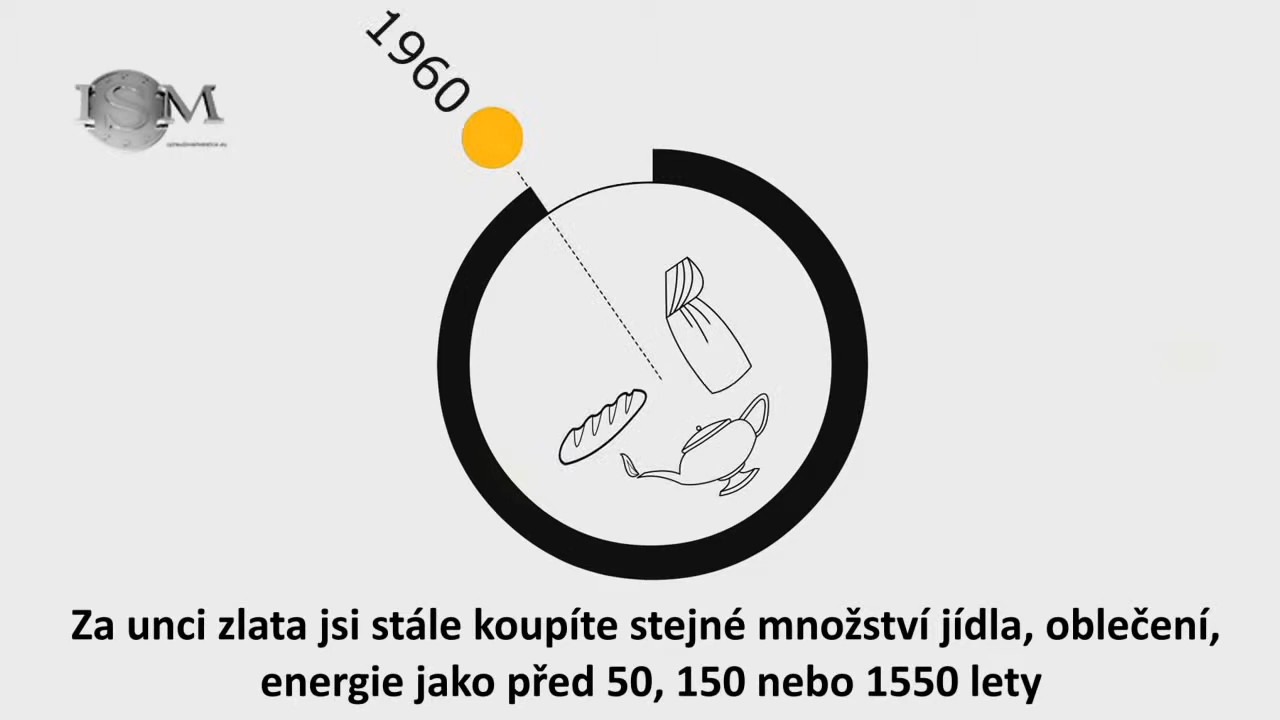 1960
ISM
Za unci zlata jsi stále koupíte stejné množství jídla, oblečení,
energie jako před 50, 150 nebo 1550 lety